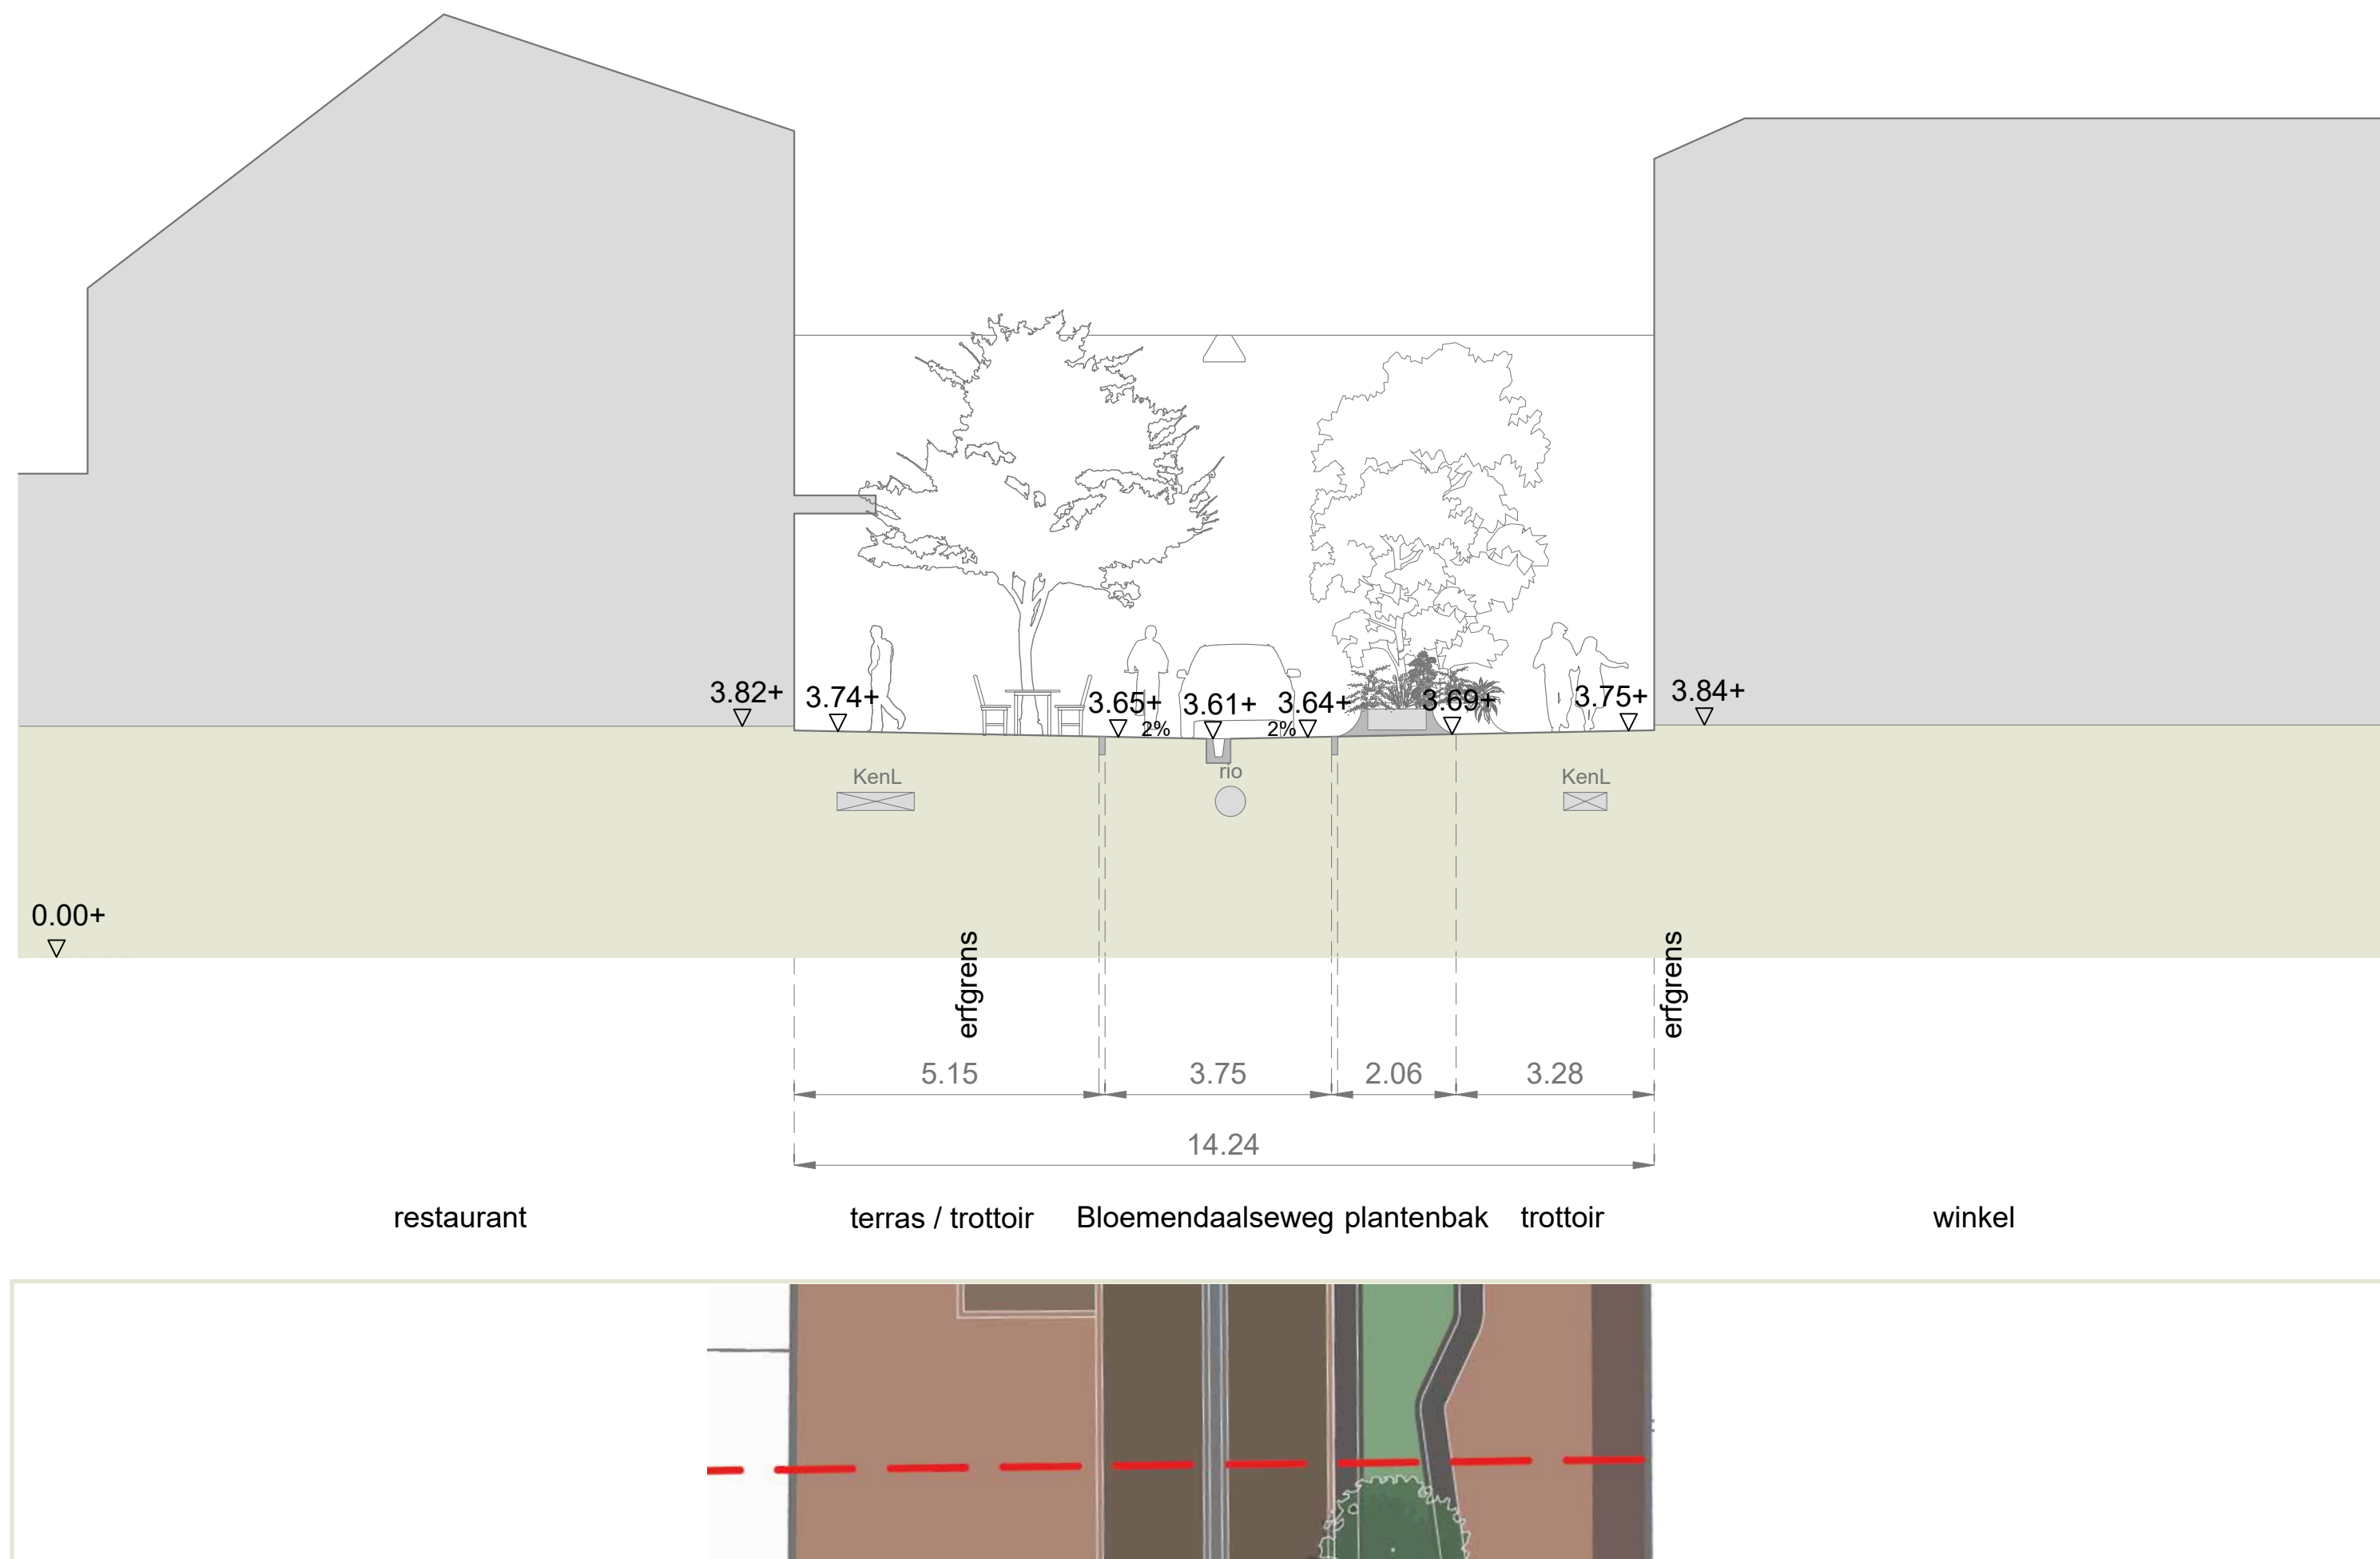 3.82+
3.74+
3.65+
3.61+
3.64+
3.69+
3.75+
3.84+
2%
2%
KenL
rio
KenL
0.00+
erfgrens
erfgrens
5.15
3.75
2.06
3.28
14.24
restaurant
terras / trottoir
Bloemendaalseweg
plantenbak
trottoir
winkel